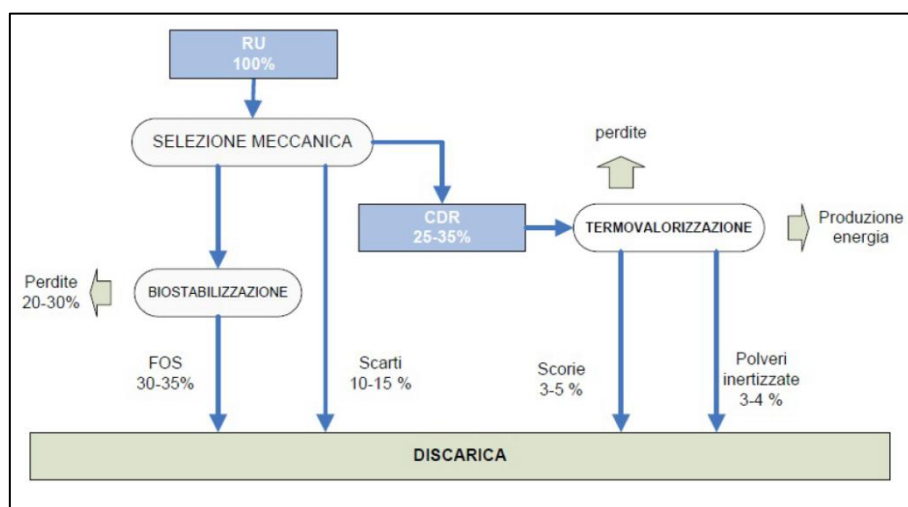 RU
100%
SELEZIONE MECCANICA
perdite
CDR
25-35%
TERMOVALORIZZAZIONE
Produzione
energia
Perdite
20-30%
BIOSTABILIZZAZIONE
FOS
30-35%
Scarti
10-15 %
Scorie
3-5 %
Polveri
inertizzate
3-4 %
DISCARICA